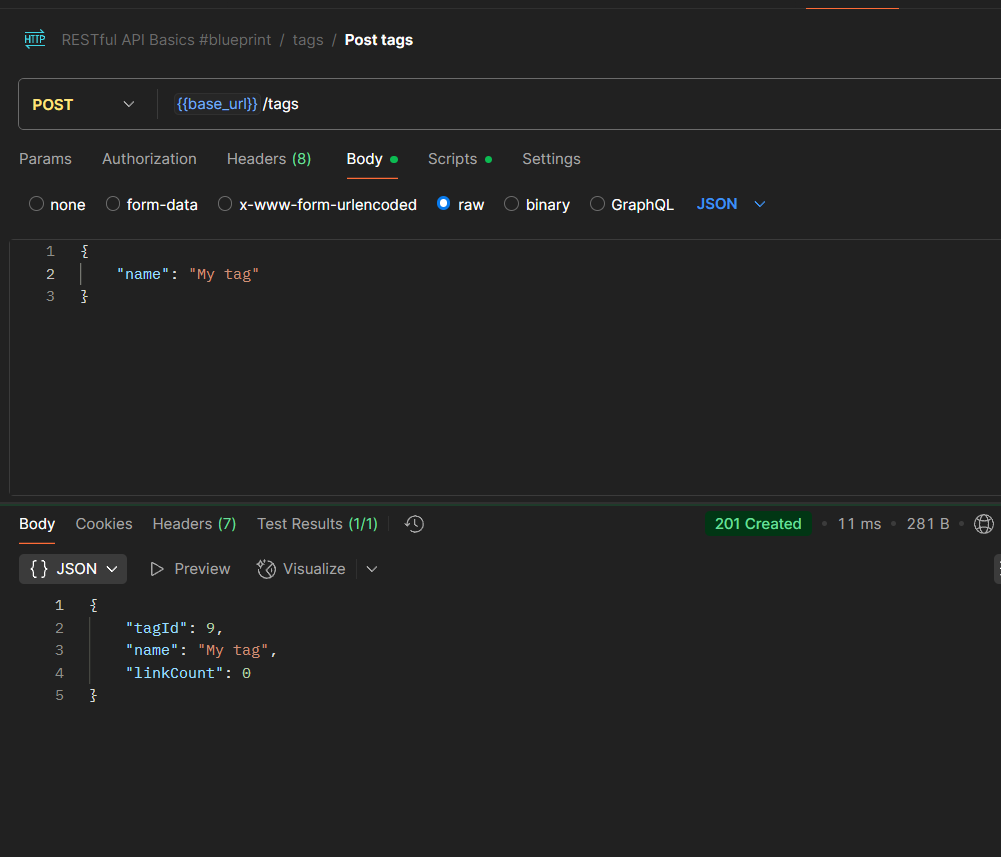 HTTP RESTful API Basics #blueprint / tags / Post tags
POST {{base_url}} /tags
Params Authorization Headers (8) Body Scripts Settings
none form-data x-www-form-urlencoded raw binary GraphQL JSON
1 {
2 "name": "My tag"
3 }
Body Cookies Headers (7) Test Results (1/1) 201 Created 11 ms 281 B
{} JSON Preview Visualize
1 {
2 "tagId": 9,
3 "name": "My tag",
4 "linkCount": 0
5 }